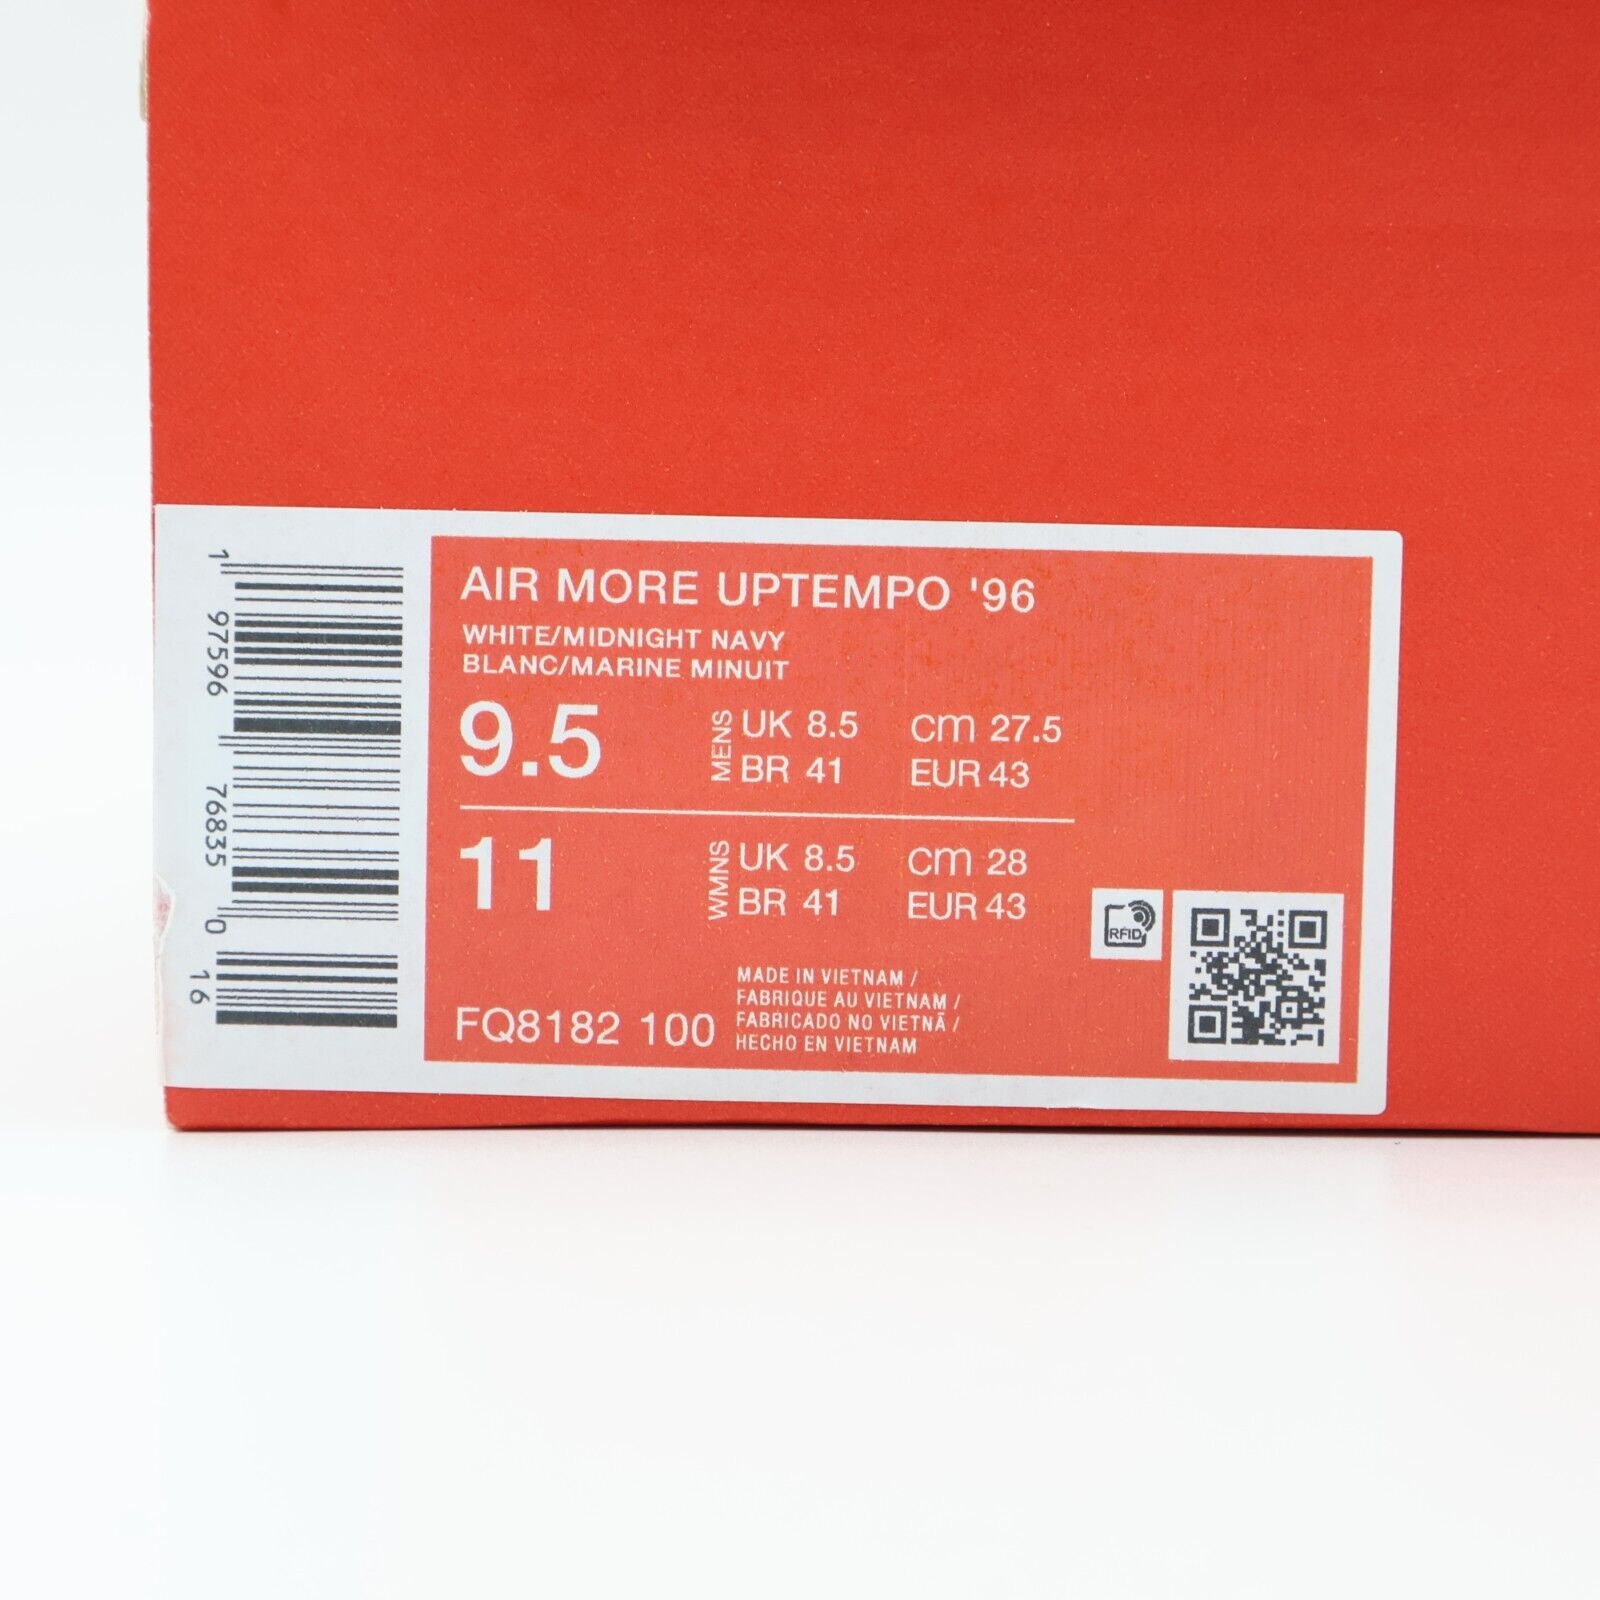 AIR MORE UPTEMPO '96
WHITE/MIDNIGHT NAVY
BLANC/MARINE MINUIT
9.5
MENS
UK 8.5 cm 27.5
BR 41 EUR 43
11
WMNS
UK 8.5 cm 28
BR 41 EUR 43
FQ8182 100
MADE IN VIETNAM /
FABRIQUE AU VIETNAM /
FABRICADO NO VIETNÃ /
HECHO EN VIETNAM
RFID
1 97596 76835 0
16